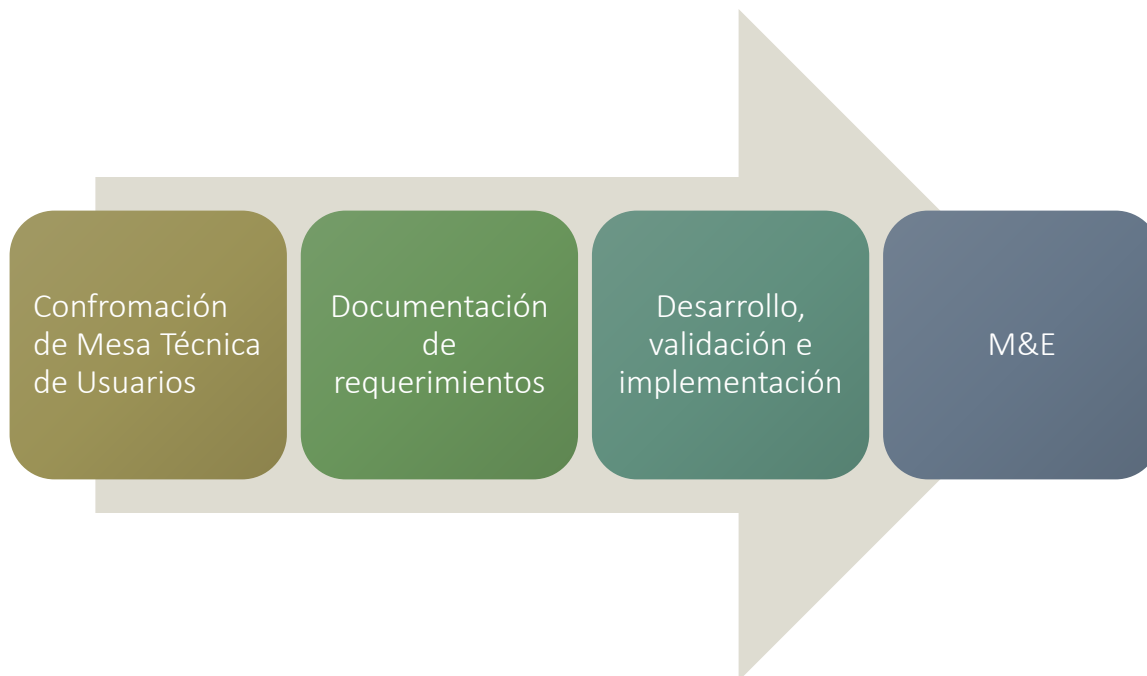 Confromación
de Mesa Técnica
de Usuarios
Documentación
de
requerimientos
Desarrollo,
validación e
implementación
M&E